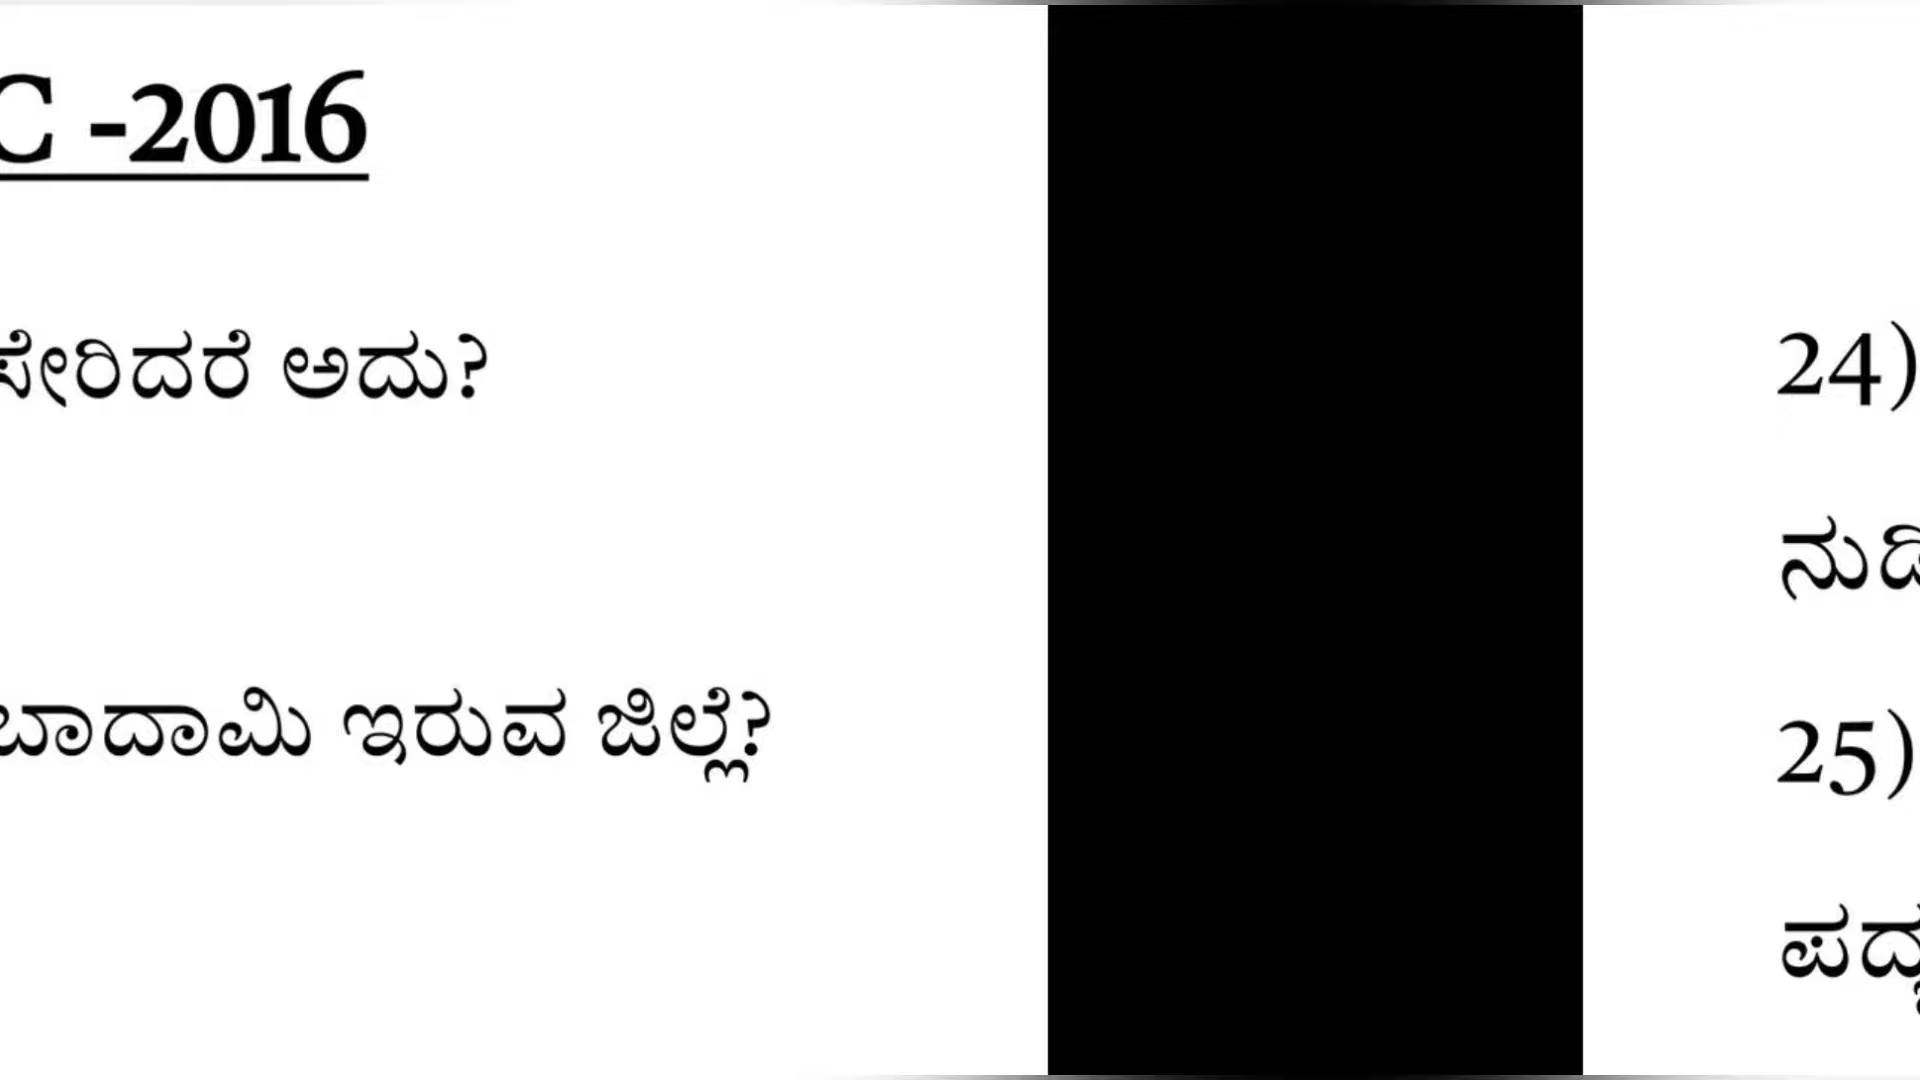 C -2016
ಸೇರಿದರೆ ಅದು?
ಬಾದಾಮಿ ಇರುವ ಜಿಲ್ಲೆ?
24)
ನುಡಿ
25)